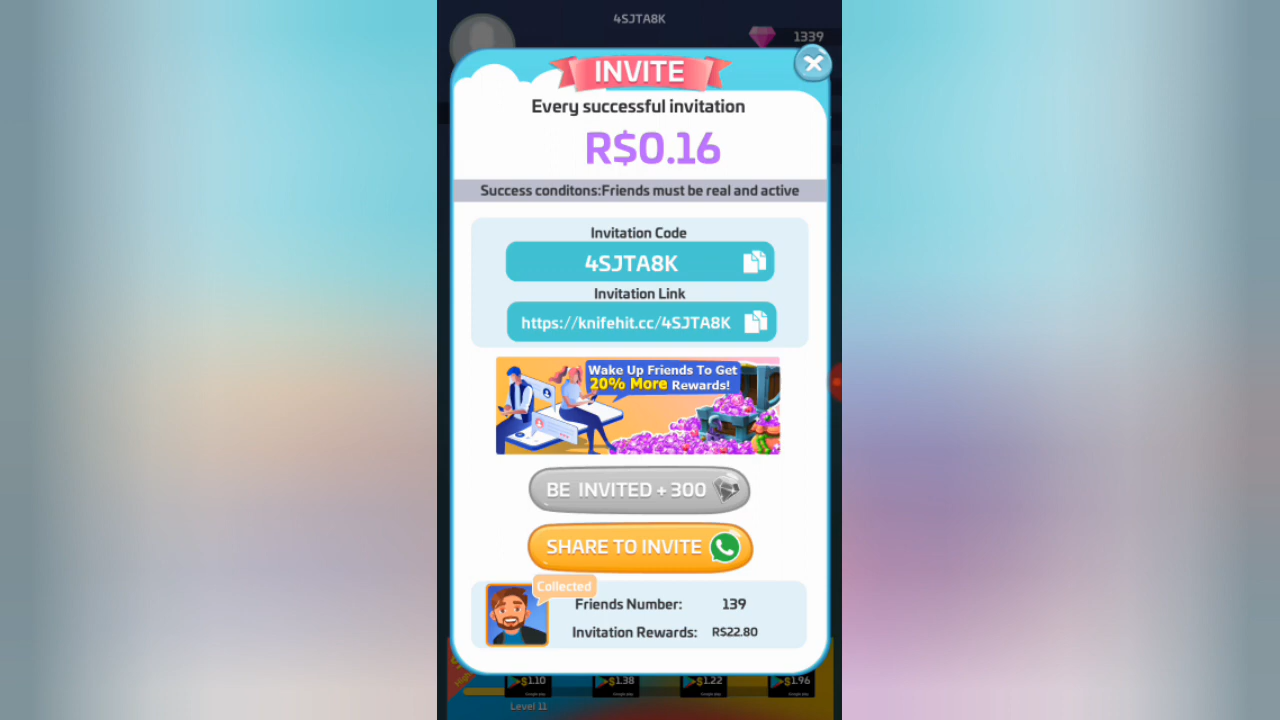 4SJTA8K
1339
INVITE
Every successful invitation
R$0.16
Success conditons:Friends must be real and active
Invitation Code
4SJTA8K
Invitation Link
https://knifehit.cc/4SJTA8K
Wake Up Friends To Get
20% More Rewards!
BE INVITED + 300
SHARE TO INVITE
Collected
Friends Number: 139
Invitation Rewards: R$22.80
$1.10 $1.38 $1.22 $1.96
Level 11